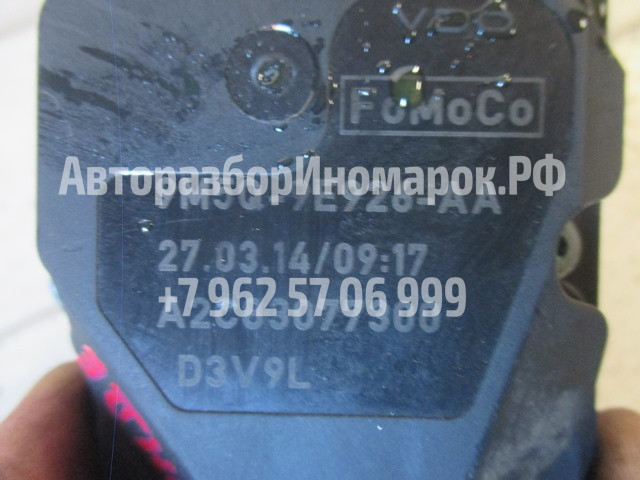 VDO
FoMoCo
АвторазборИномарок.РФ
27.03.14/09:17
+7 962 57 06 999
D3V9L